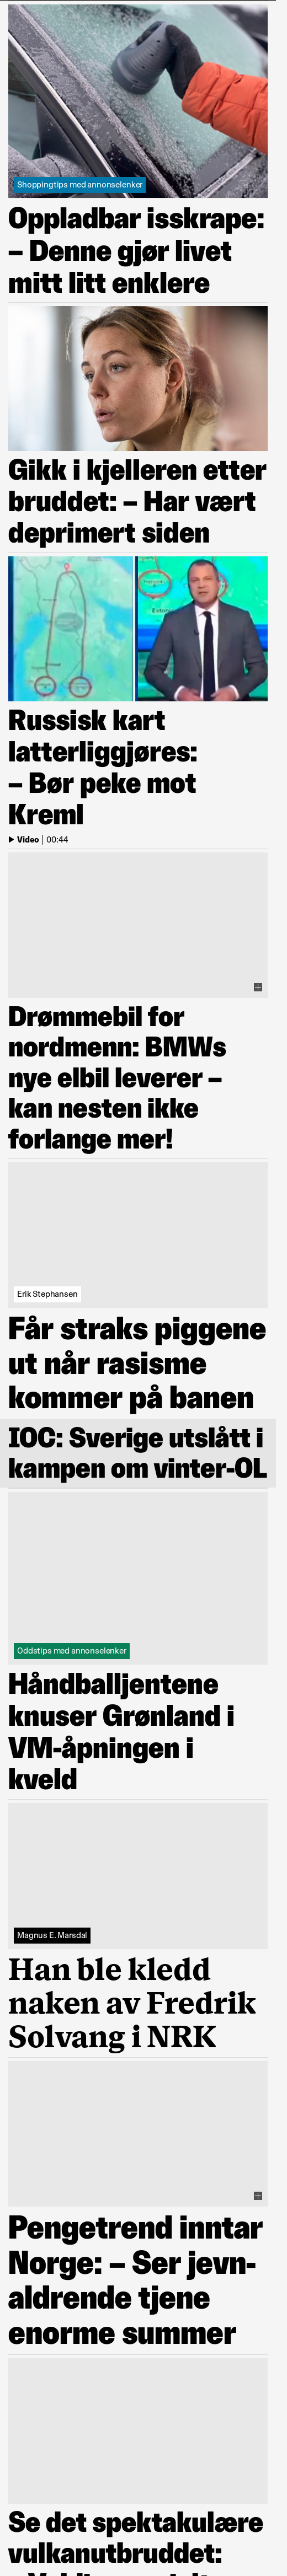 Shoppingtips med annonselenker
Oppladbar isskrape:
– Denne gjør livet
mitt litt enklere
Gikk i kjelleren etter
bruddet: – Har vært
deprimert siden
Russisk kart
latterliggjøres:
– Bør peke mot
Kreml
Video | 00:44
Drømmebil for
nordmenn: BMWs
nye elbil leverer –
kan nesten ikke
forlange mer!
Erik Stephansen
Får straks piggene
ut når rasisme
kommer på banen
IOC: Sverige utslått i
kampen om vinter-OL
Oddstips med annonselenker
Håndballjentene
knuser Grønland i
VM-åpningen i
kveld
Magnus E. Marsdal
Han ble kledd
naken av Fredrik
Solvang i NRK
Pengetrend inntar
Norge: – Ser jevn-
aldrende tjene
enorme summer
Se det spektakulære
vulkanutbruddet: